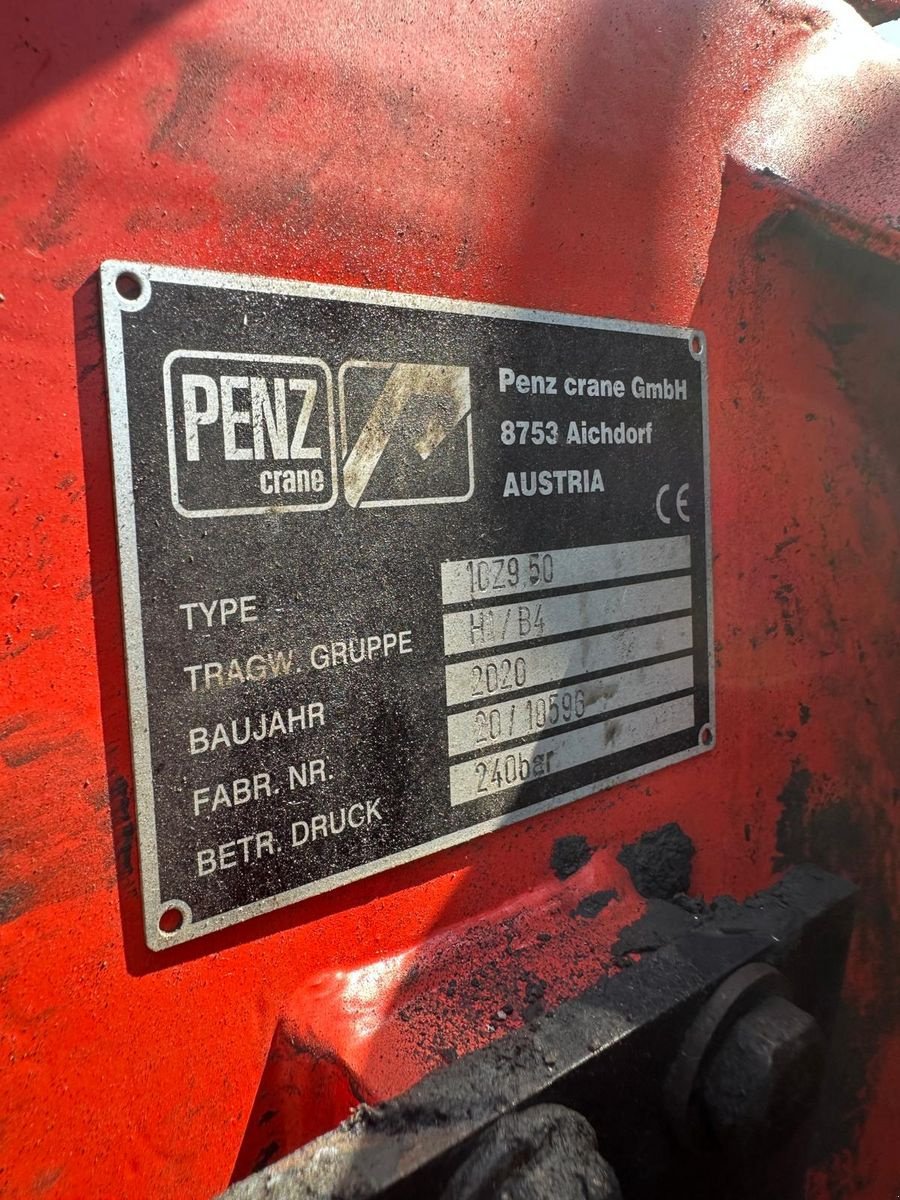 PENZ
crane
Penz crane GmbH
8753 Aichdorf
AUSTRIA
CE
TYPE 10Z9.50
TRAGW. GRUPPE H1/B4
BAUJAHR 2020
FABR. NR. 20/10596
BETR. DRUCK 240bar